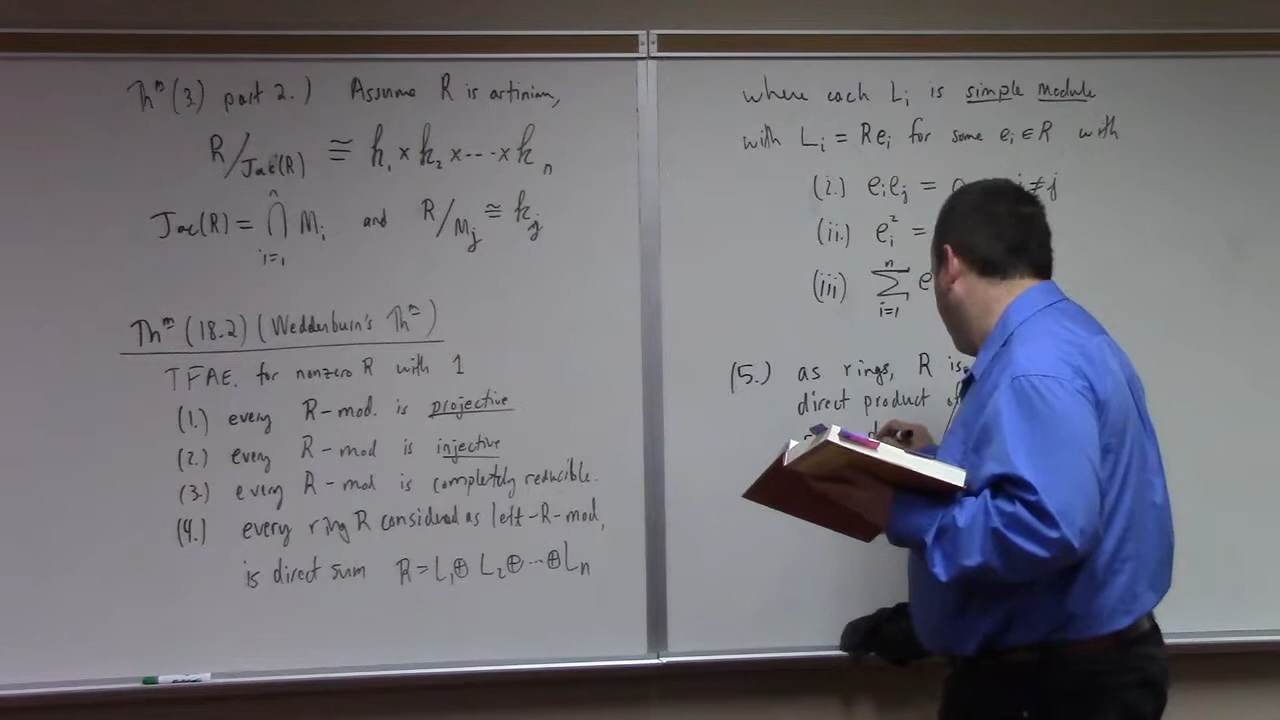 Thᵐ (3.) part 2.) Assume R is artinian,
R/Jac(R) ≅ k₁ × k₂ × ⋯ × kₙ
Jac(R) = ⋂ⁿᵢ₌₁ Mᵢ and R/Mⱼ ≅ kⱼ
Thᵐ (18.2) (Wedderburn's Thᵐ)
TFAE, for nonzero R with 1
(1.) every R-mod. is projective
(2.) every R-mod is injective
(3.) every R-mod is completely reducible.
(4.) every ring R considered as left-R-mod,
is direct sum R = L₁ ⊕ L₂ ⊕ ⋯ ⊕ Lₙ
where each Lᵢ is simple module
with Lᵢ = Reᵢ for some eᵢ ∈ R with
(i.) eᵢeⱼ = i ≠ j
(ii.) eᵢ² =
(iii) ∑ⁿᵢ₌₁ e
(5.) as rings, R is
direct product of